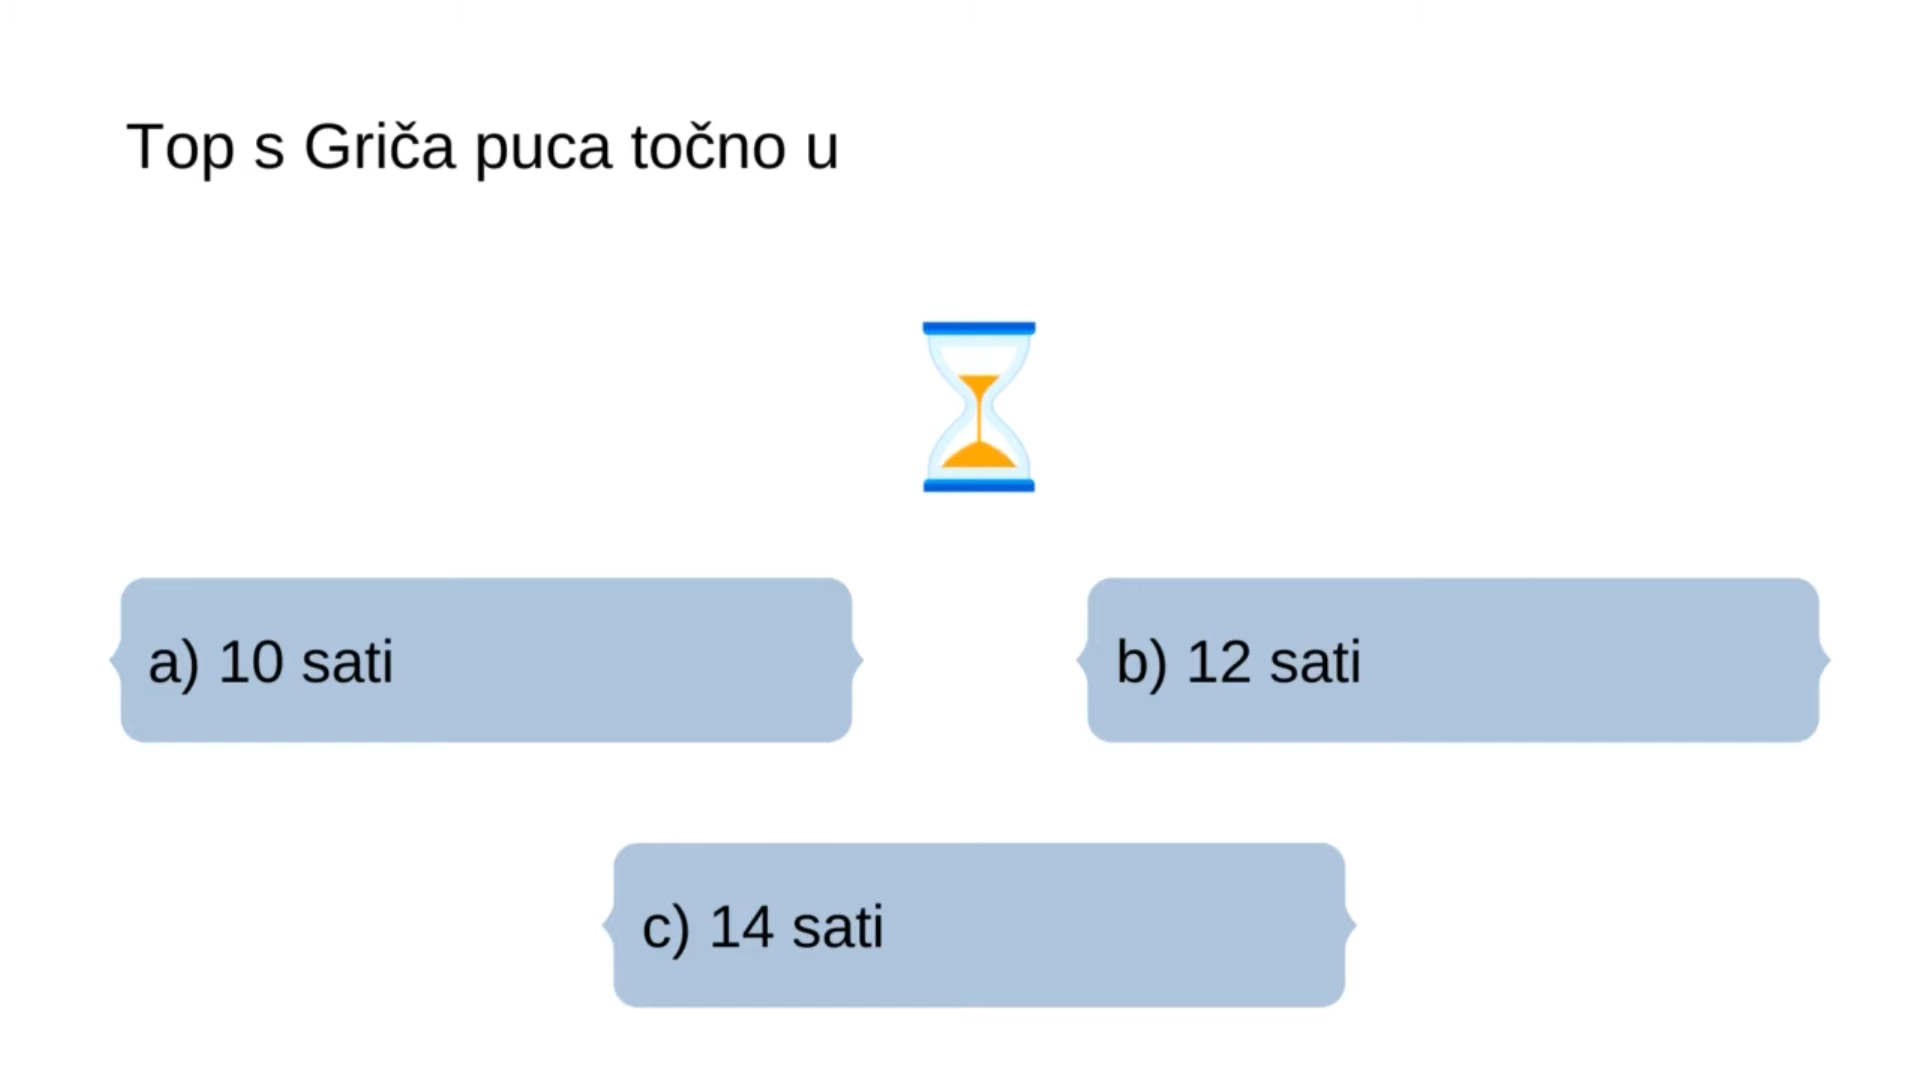 Top s Griča puca točno u
a) 10 sati
b) 12 sati
c) 14 sati